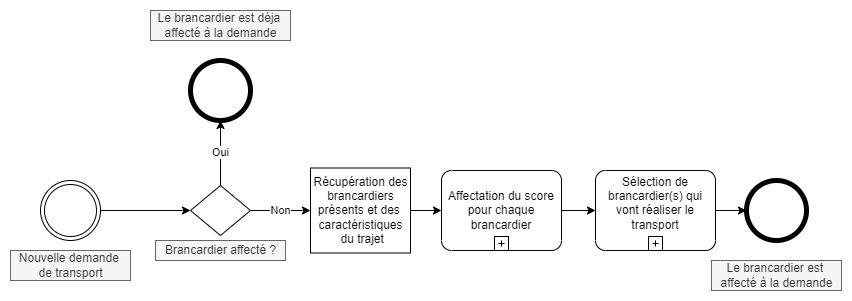 Le brancardier est déja
affecté à la demande
Oui
Nouvelle demande
de transport
Brancardier affecté ?
Non
Récupération des
brancardiers
présents et des
caractéristiques
du trajet
Affectation du score
pour chaque
brancardier
+
Sélection de
brancardier(s) qui
vont réaliser le
transport
+
Le brancardier est
affecté à la demande